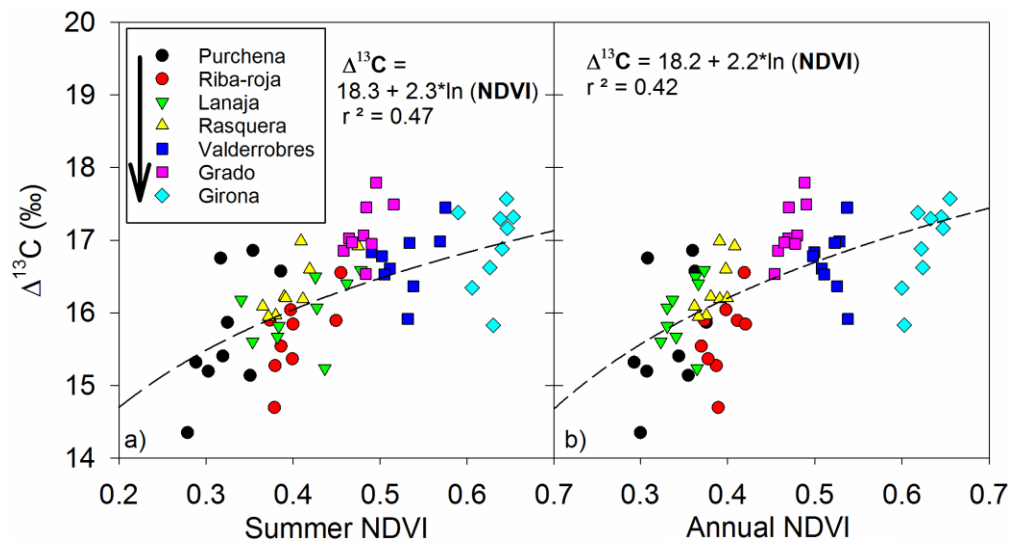 20
19
18
17
16
15
14
Δ¹³C (‰)
Purchena
Riba-roja
Lanaja
Rasquera
Valderrobres
Grado
Girona
Δ¹³C =
18.3 + 2.3*ln (NDVI)
r ² = 0.47
a)
0.2 0.3 0.4 0.5 0.6 0.7
Summer NDVI
Δ¹³C = 18.2 + 2.2*ln (NDVI)
r ² = 0.42
b)
0.3 0.4 0.5 0.6 0.7
Annual NDVI